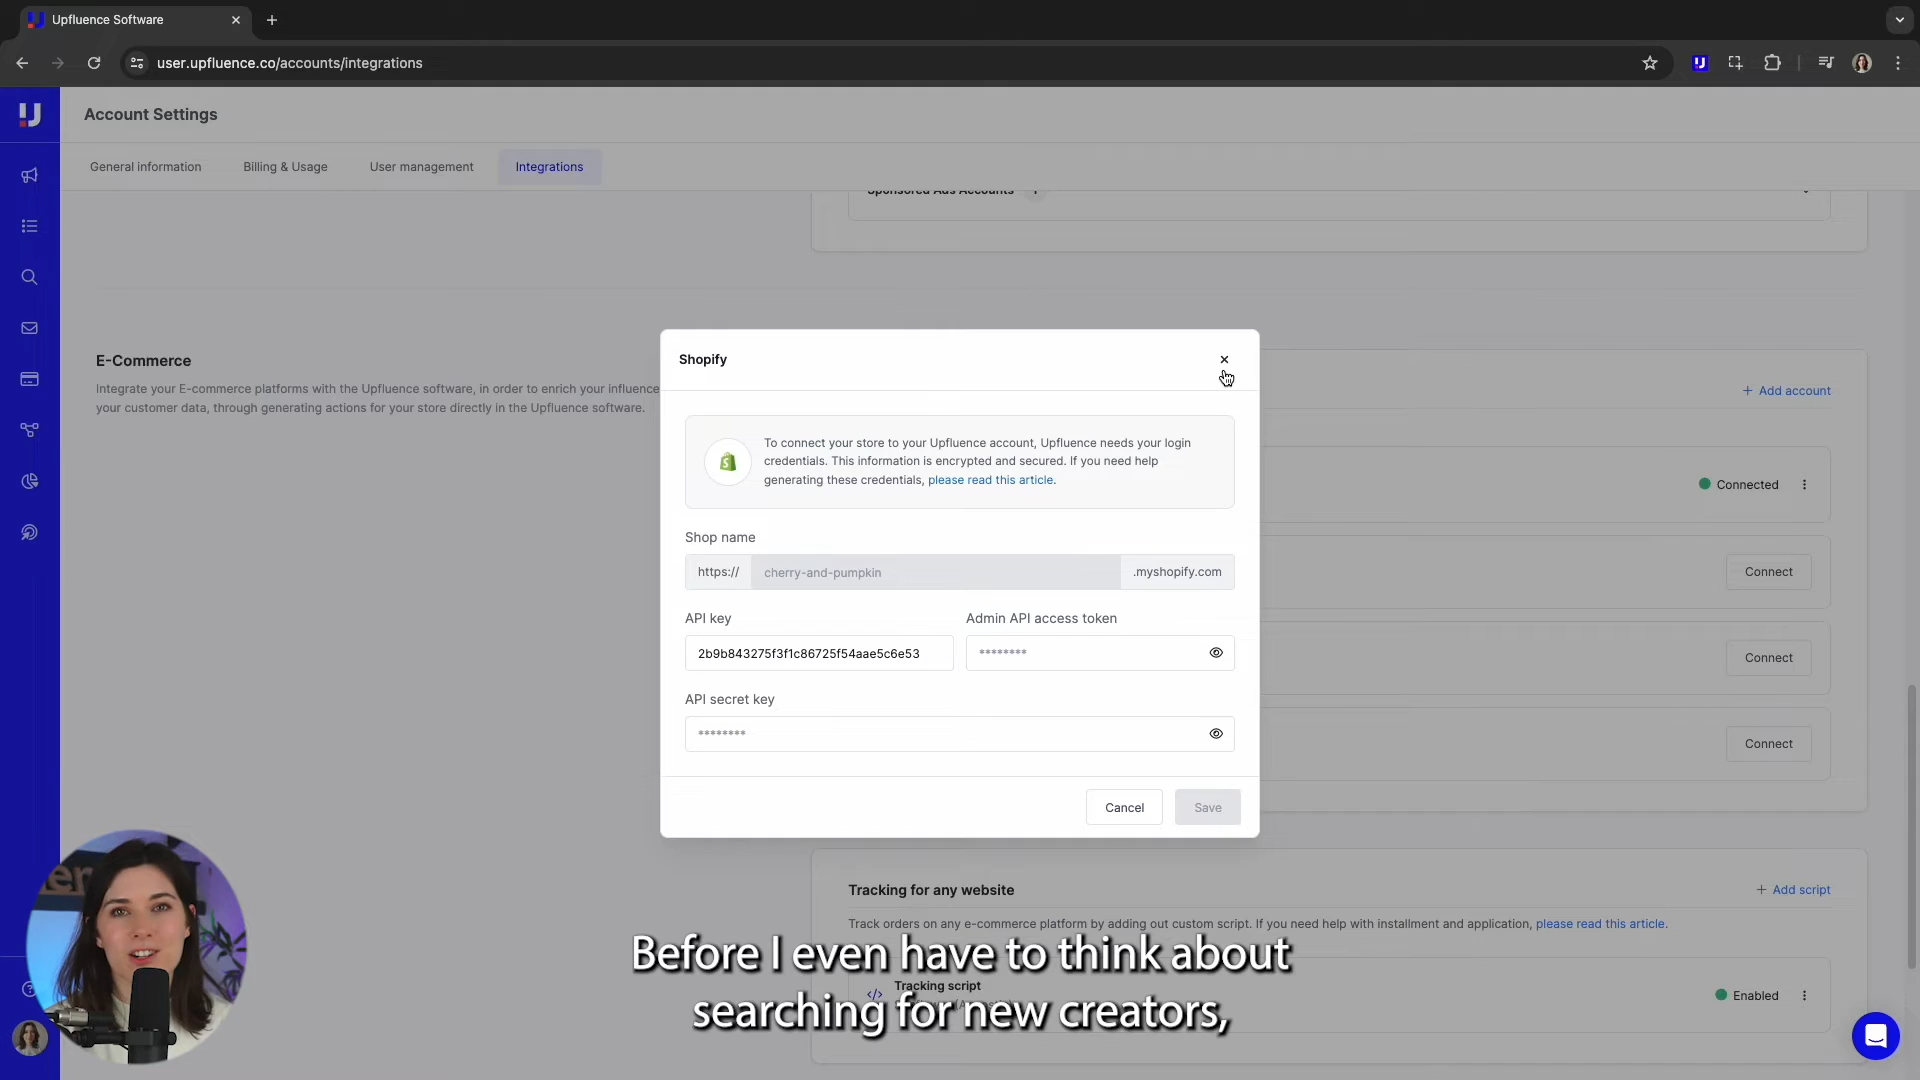 Upfluence Software
user.upfluence.co/accounts/integrations
Account Settings
General information
Billing & Usage
User management
Integrations
Sponsored Ads Accounts
E-Commerce
Integrate your E-commerce platforms with the Upfluence software, in order to enrich your influence
your customer data, through generating actions for your store directly in the Upfluence software.
+ Add account
Connected
Connect
Connect
Connect
Shopify
To connect your store to your Upfluence account, Upfluence needs your login
credentials. This information is encrypted and secured. If you need help
generating these credentials, please read this article.
Shop name
https:// cherry-and-pumpkin .myshopify.com
API key
Admin API access token
2b9b843275f3f1c86725f54aae5c6e53
********
API secret key
********
Cancel
Save
Tracking for any website
+ Add script
Track orders on any e-commerce platform by adding out custom script. If you need help with installment and application, please read this article.
Tracking script
Enabled
Before I even have to think about
searching for new creators,